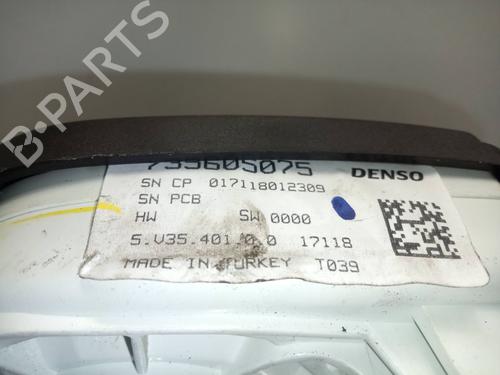 735605075 DENSO
SN CP 017118012309
SN PCB
HW SW 0000
S.V35.401.0.0 17118
MADE IN TURKEY T039
B-PARTS